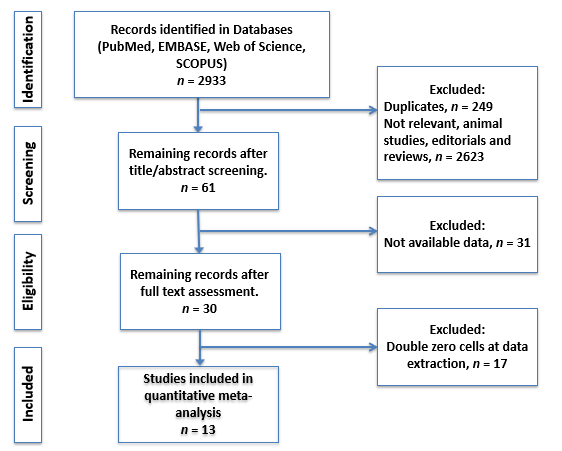 Identification
Records identified in Databases
(PubMed, EMBASE, Web of Science,
SCOPUS)
n = 2933
Excluded:
Duplicates, n = 249
Not relevant, animal
studies, editorials and
reviews, n = 2623
Screening
Remaining records after
title/abstract screening.
n = 61
Excluded:
Not available data, n = 31
Eligibility
Remaining records after
full text assessment.
n = 30
Excluded:
Double zero cells at data
extraction, n = 17
Included
Studies included in
quantitative meta-
analysis
n = 13